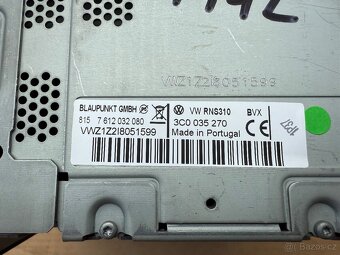 VWZ1Z2I8051599
BLAUPUNKT GMBH VW RNS310 BVX
815 7 612 032 080 3C0 035 270
VWZ1Z2I8051599 Made in Portugal
bazos.cz